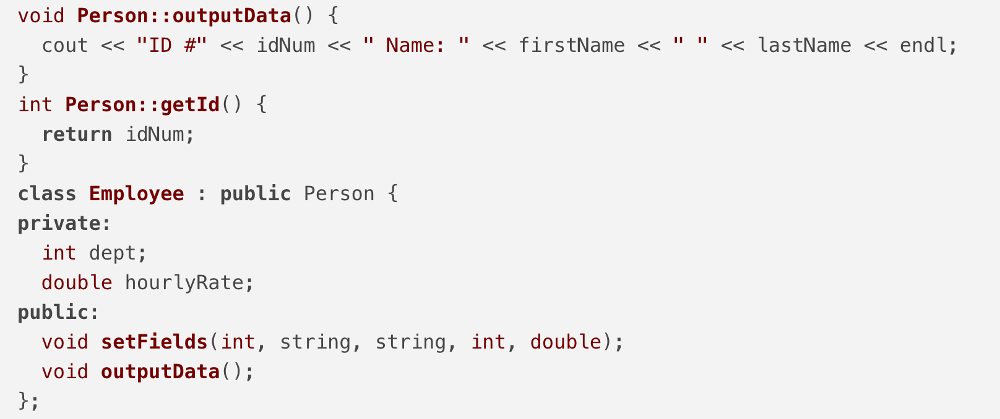 void Person::outputData() {
  cout << "ID #" << idNum << " Name: " << firstName << " " << lastName << endl;
}
int Person::getId() {
  return idNum;
}
class Employee : public Person {
private:
  int dept;
  double hourlyRate;
public:
  void setFields(int, string, string, int, double);
  void outputData();
};